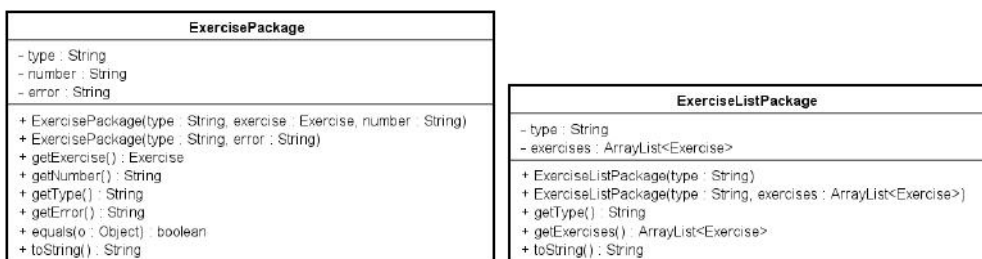 ExercisePackage
- type : String
- number : String
- error : String
+ ExercisePackage(type : String, exercise : Exercise, number : String)
+ ExercisePackage(type : String, error : String)
+ getExercise() : Exercise
+ getNumber() : String
+ getType() : String
+ getError() : String
+ equals(o : Object) : boolean
+ toString() : String
ExerciseListPackage
- type : String
- exercises : ArrayList<Exercise>
+ ExerciseListPackage(type : String)
+ ExerciseListPackage(type : String, exercises : ArrayList<Exercise>)
+ getType() : String
+ getExercises() : ArrayList<Exercise>
+ toString() : String